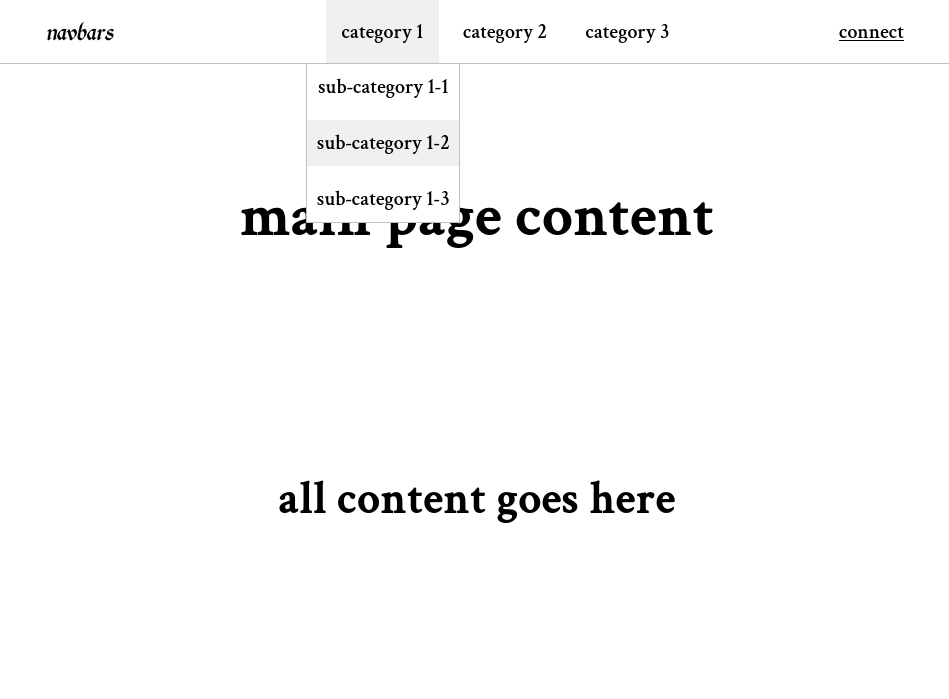 navbars
category 1 category 2 category 3
connect
sub-category 1-1
sub-category 1-2
sub-category 1-3
main page content
all content goes here